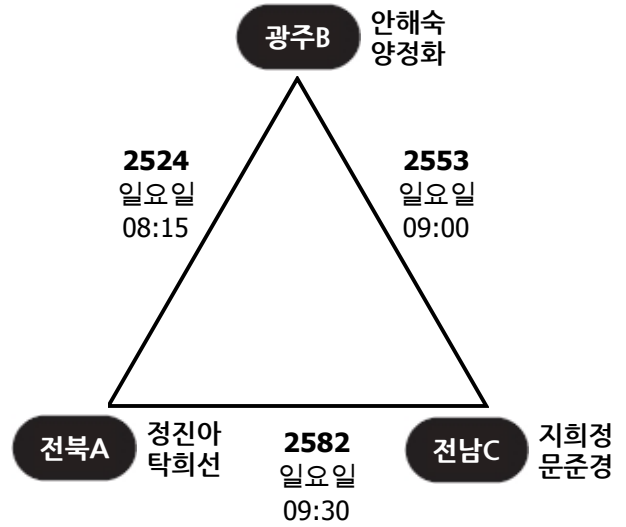 광주B
안해숙
양정화
2524
일요일
08:15
2553
일요일
09:00
전북A
정진아
탁희선
2582
일요일
09:30
전남C
지희정
문준경